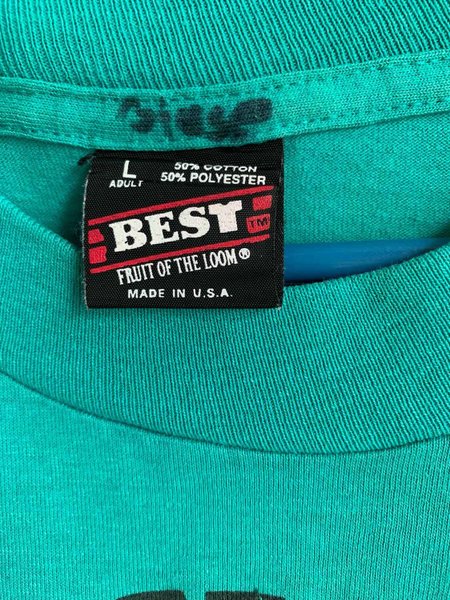 L 50% COTTON
ADULT 50% POLYESTER
BEST TM
FRUIT OF THE LOOM®
MADE IN U.S.A.